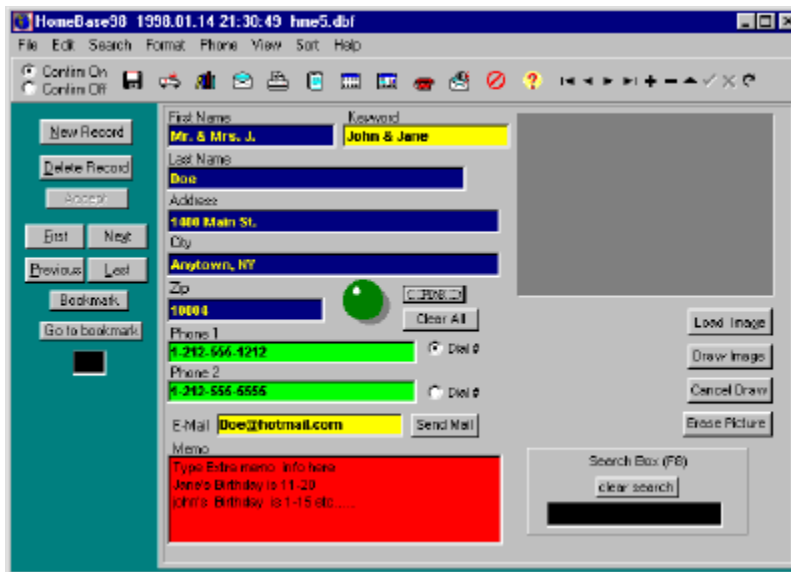 HomeBase98 1998.01.14 21:30:49 hme5.dbf
File Edit Search Format Phone View Sort Help
Confirm On
Confirm Off
New Record
Delete Record
Accept
First Next
Previous Last
Bookmark
Go to bookmark
First Name Keyword
Mr. & Mrs. J. John & Jane
Last Name
Doe
Address
1400 Main St.
City
Anytown, NY
Zip
10004
Clear All
Phone 1
1-212-555-1212 Dial #
Phone 2
1-212-555-5555 Dial #
E-Mail Doe@hotmail.com Send Mail
Memo
Type Extra memo info here
Jane's Birthday is 11-20
john's Birthday is 1-15 etc.....
Load Image
Draw Image
Cancel Draw
Erase Picture
Search Box (F8)
clear search